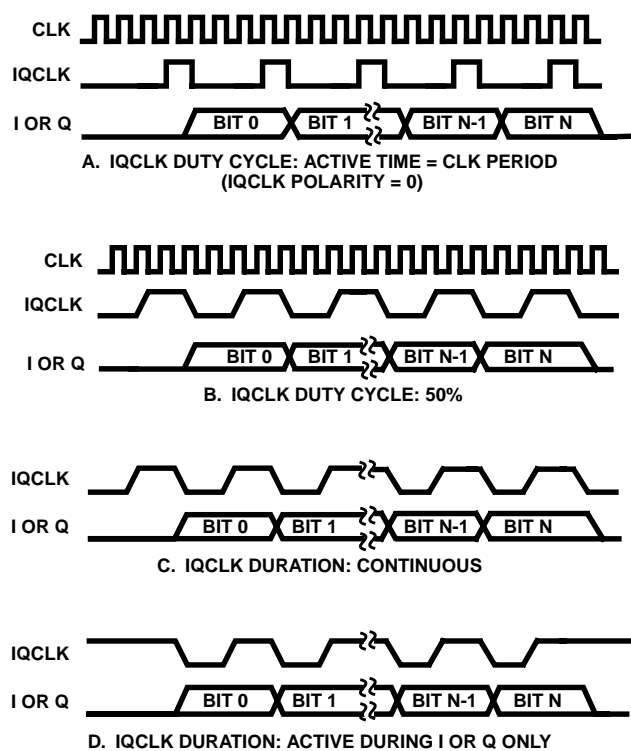 CLK
IQCLK
I OR Q BIT 0 BIT 1 BIT N-1 BIT N
A. IQCLK DUTY CYCLE: ACTIVE TIME = CLK PERIOD
(IQCLK POLARITY = 0)
CLK
IQCLK
I OR Q BIT 0 BIT 1 BIT N-1 BIT N
B. IQCLK DUTY CYCLE: 50%
IQCLK
I OR Q BIT 0 BIT 1 BIT N-1 BIT N
C. IQCLK DURATION: CONTINUOUS
IQCLK
I OR Q BIT 0 BIT 1 BIT N-1 BIT N
D. IQCLK DURATION: ACTIVE DURING I OR Q ONLY